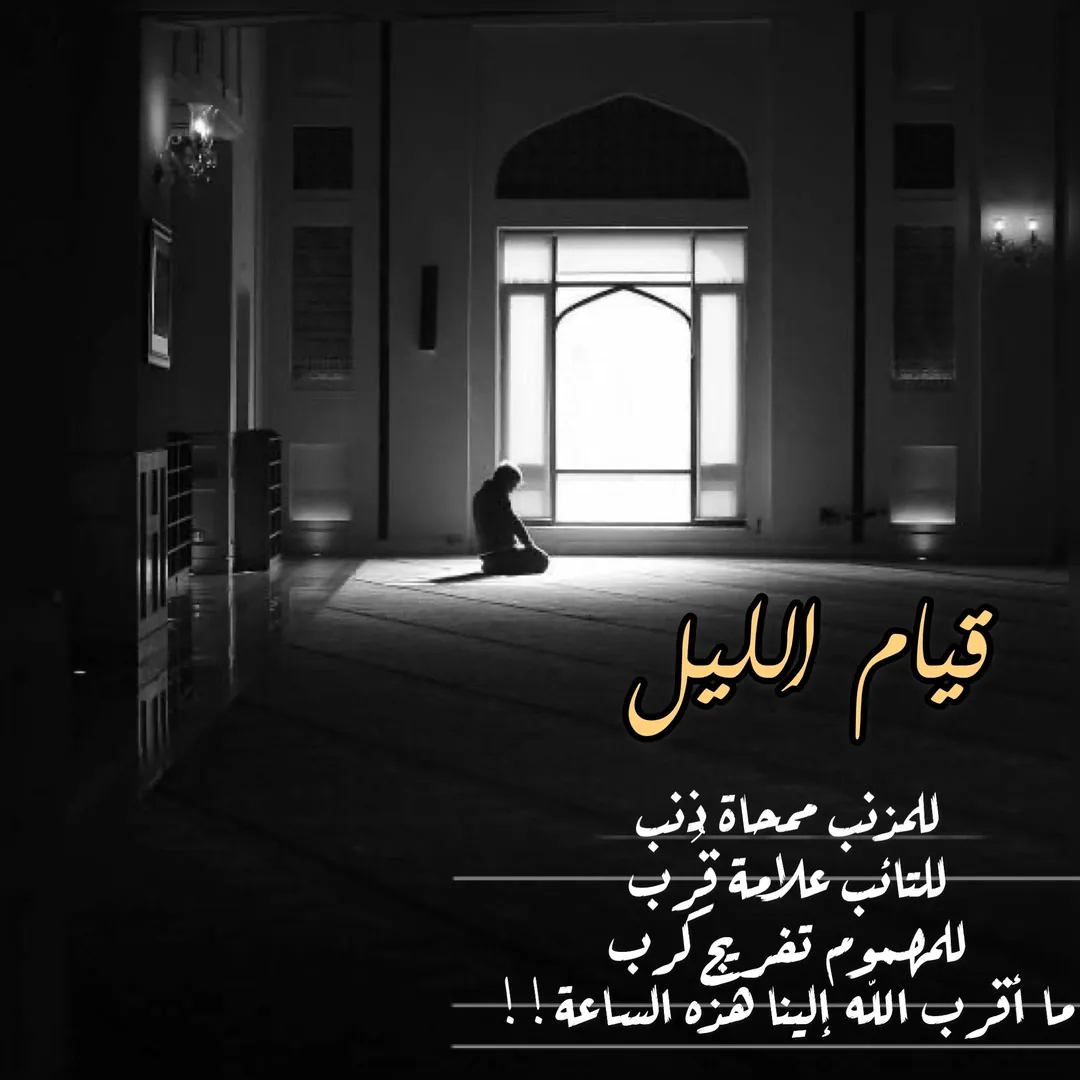 قيام الليل
للمذنب ممحاة ذنب
للتائب علامة قرب
للمهموم تفريج كرب
ما أقرب الله إلينا هذه الساعة!!